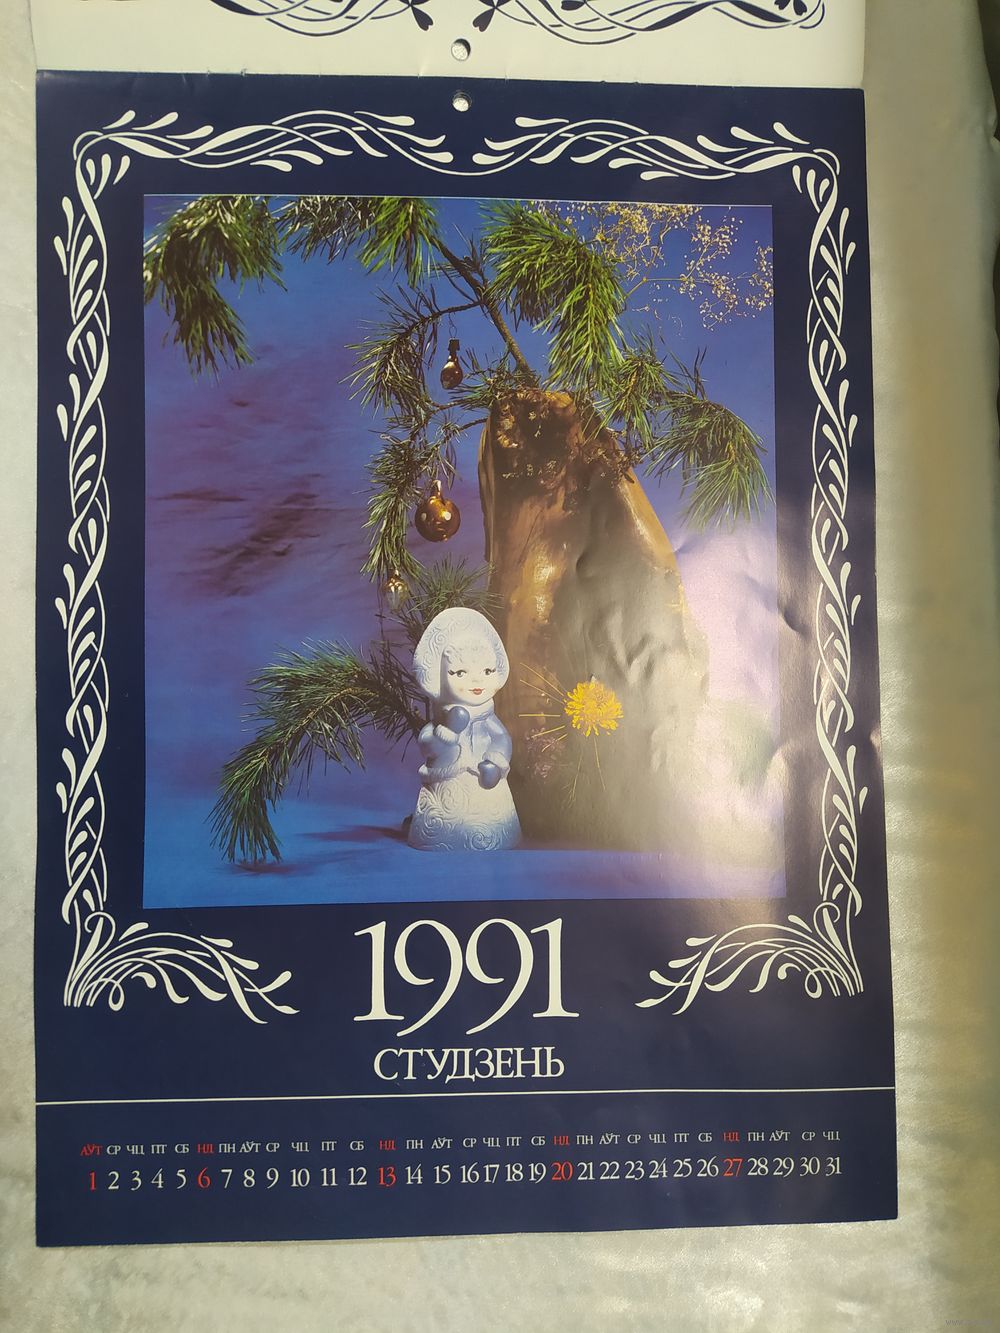 1991
СТУДЗЕНЬ
АЎТ СР ЧЦ ПТ СБ НД ПН АЎТ СР ЧЦ ПТ СБ НД ПН АЎТ СР ЧЦ ПТ СБ НД ПН АЎТ СР ЧЦ ПТ СБ НД ПН АЎТ СР ЧЦ
1 2 3 4 5 6 7 8 9 10 11 12 13 14 15 16 17 18 19 20 21 22 23 24 25 26 27 28 29 30 31